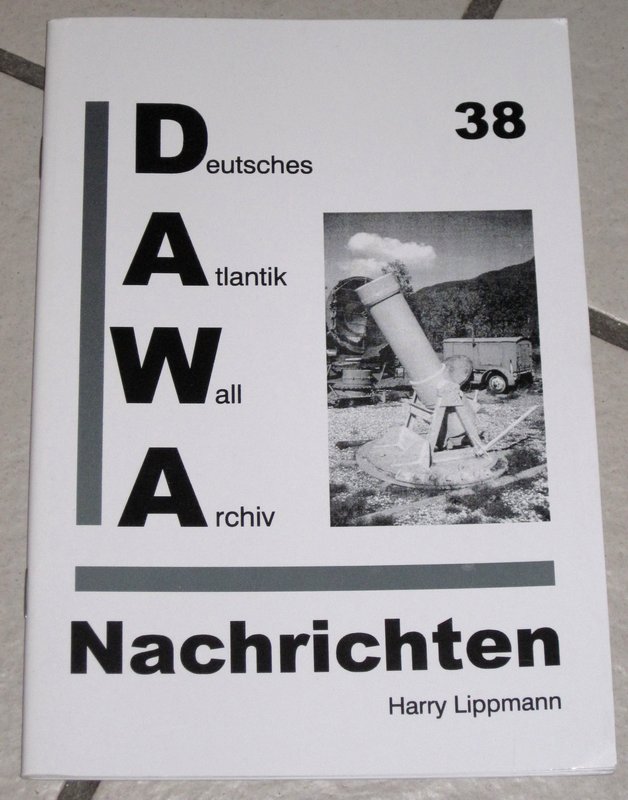 38
Deutsches
Atlantik
Wall
Archiv
Nachrichten
Harry Lippmann